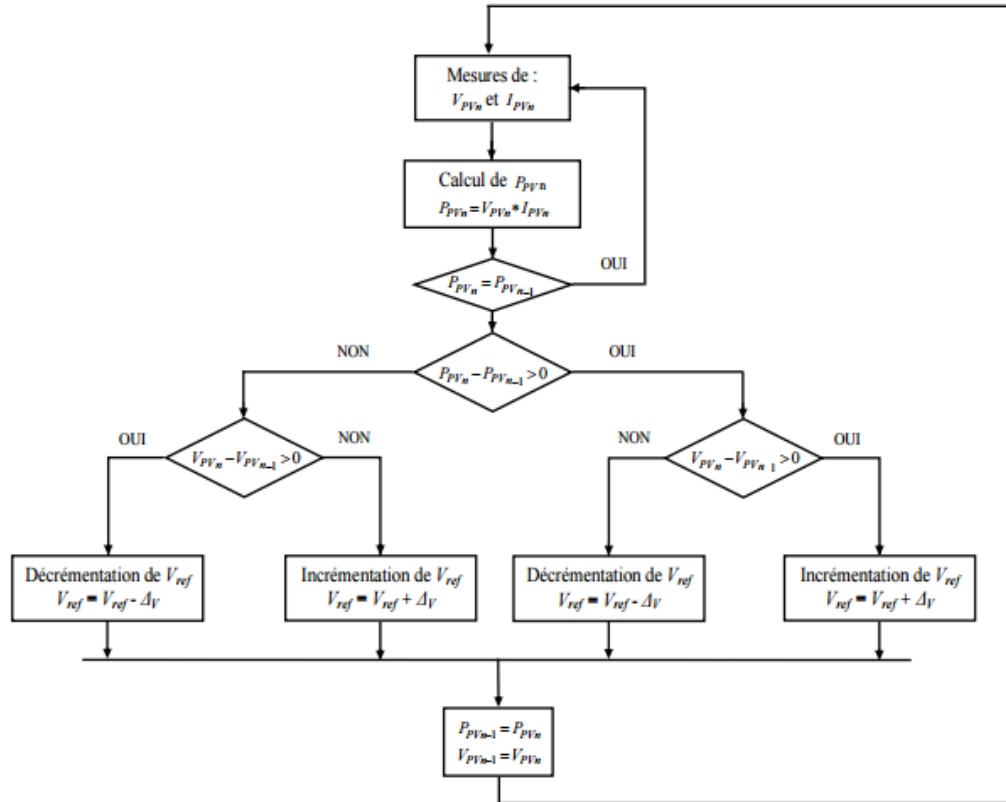 Mesures de :
V_PVn et I_PVn
Calcul de P_PVn
P_PVn = V_PVn * I_PVn
OUI
P_PVn = P_PVn-1
NON
OUI
P_PVn - P_PVn-1 > 0
OUI
NON
NON
OUI
V_PVn - V_PVn-1 > 0
V_PVn - V_PVn 1 > 0
Décrémentation de V_ref
V_ref = V_ref - Δ_V
Incrémentation de V_ref
V_ref = V_ref + Δ_V
Décrémentation de V_ref
V_ref = V_ref - Δ_V
Incrémentation de V_ref
V_ref = V_ref + Δ_V
P_PVn-1 = P_PVn
V_PVn-1 = V_PVn